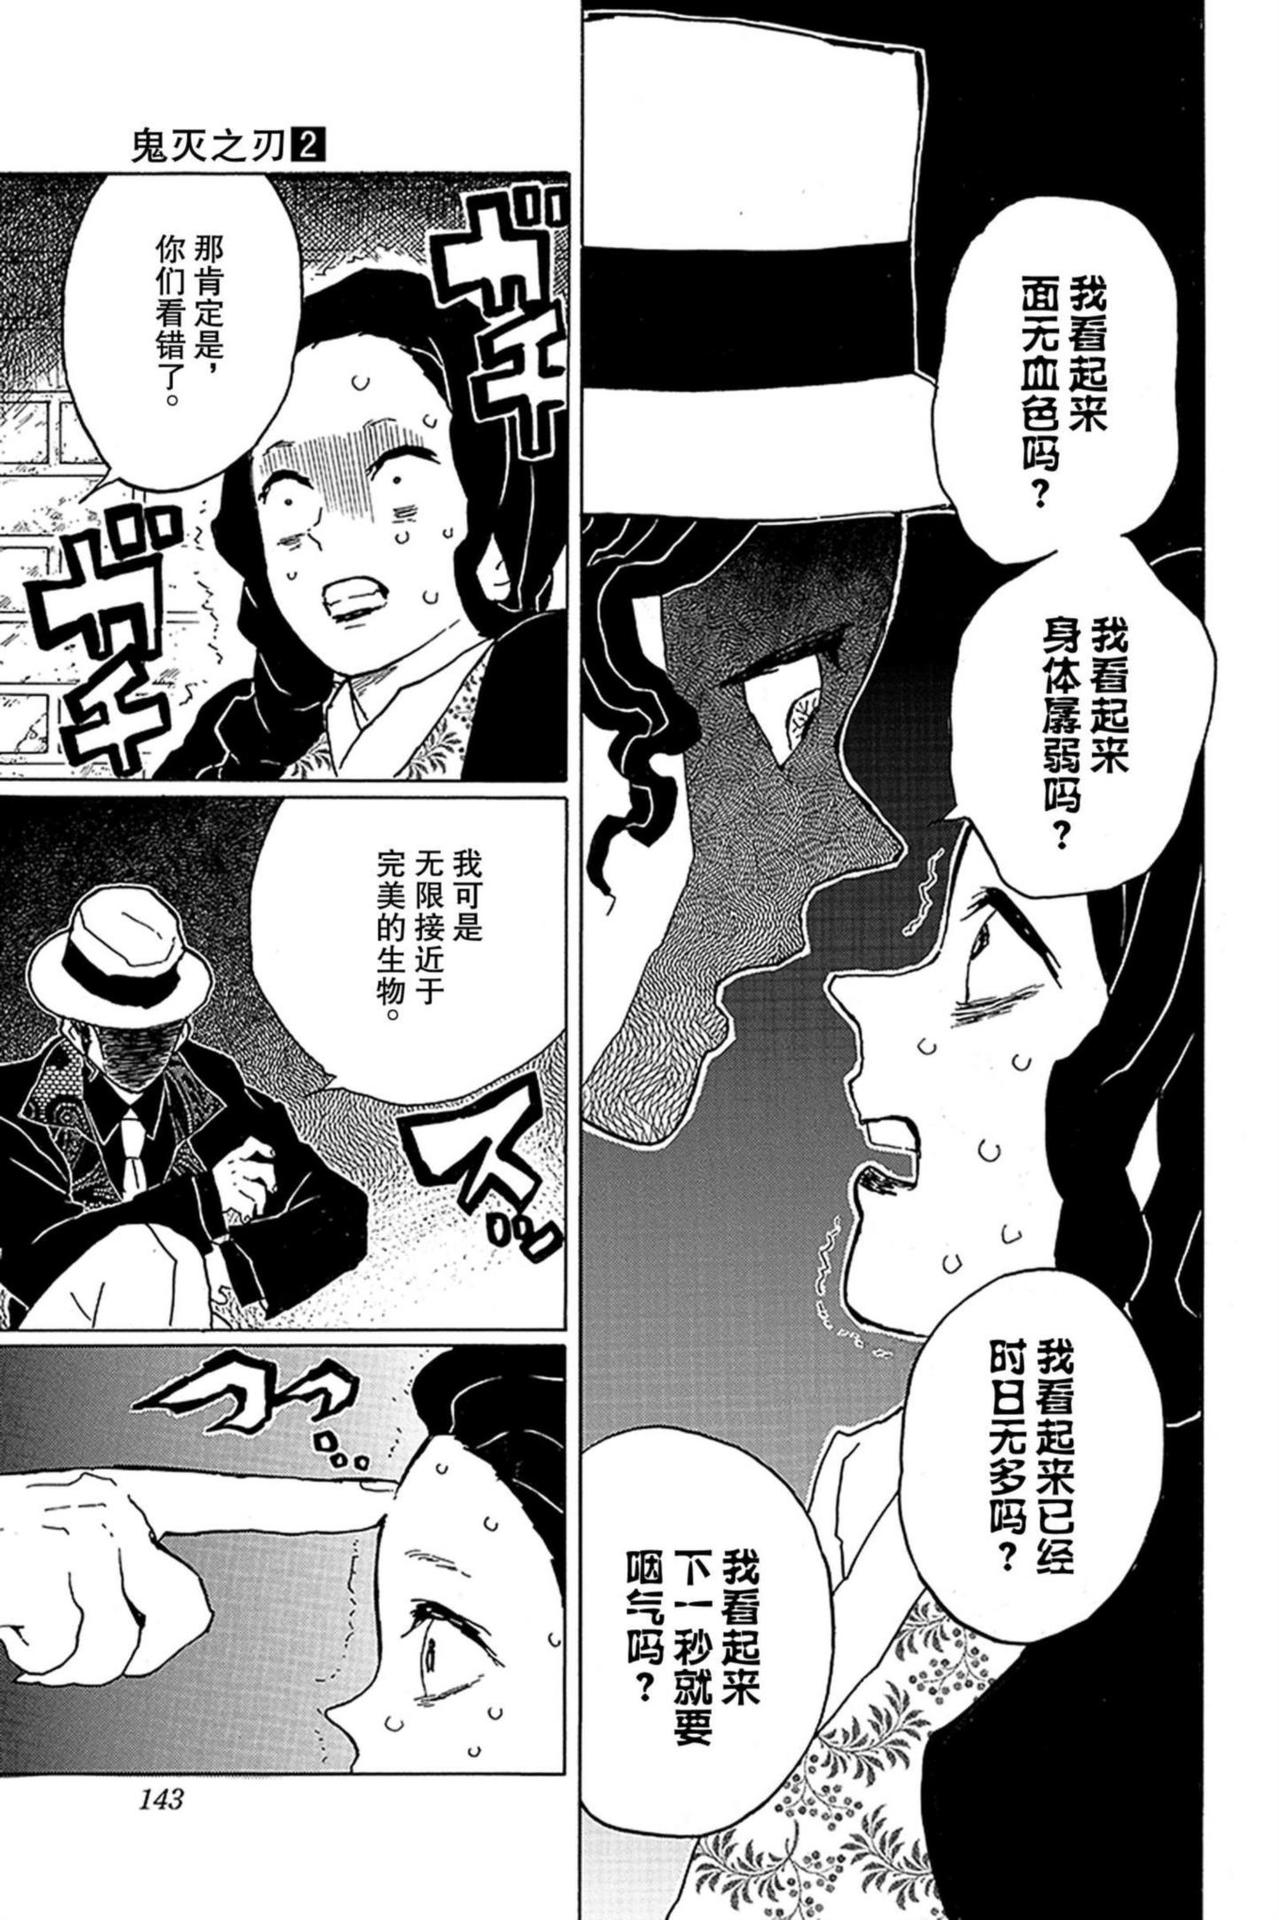 鬼灭之刃2
我看起来
面无血色吗？
我看起来
身体孱弱吗？
我看起来已经
时日无多吗？
我看起来
下一秒就要
咽气吗？
那肯定是，
你们看错了。
我可是
无限接近于
完美的生物。
143